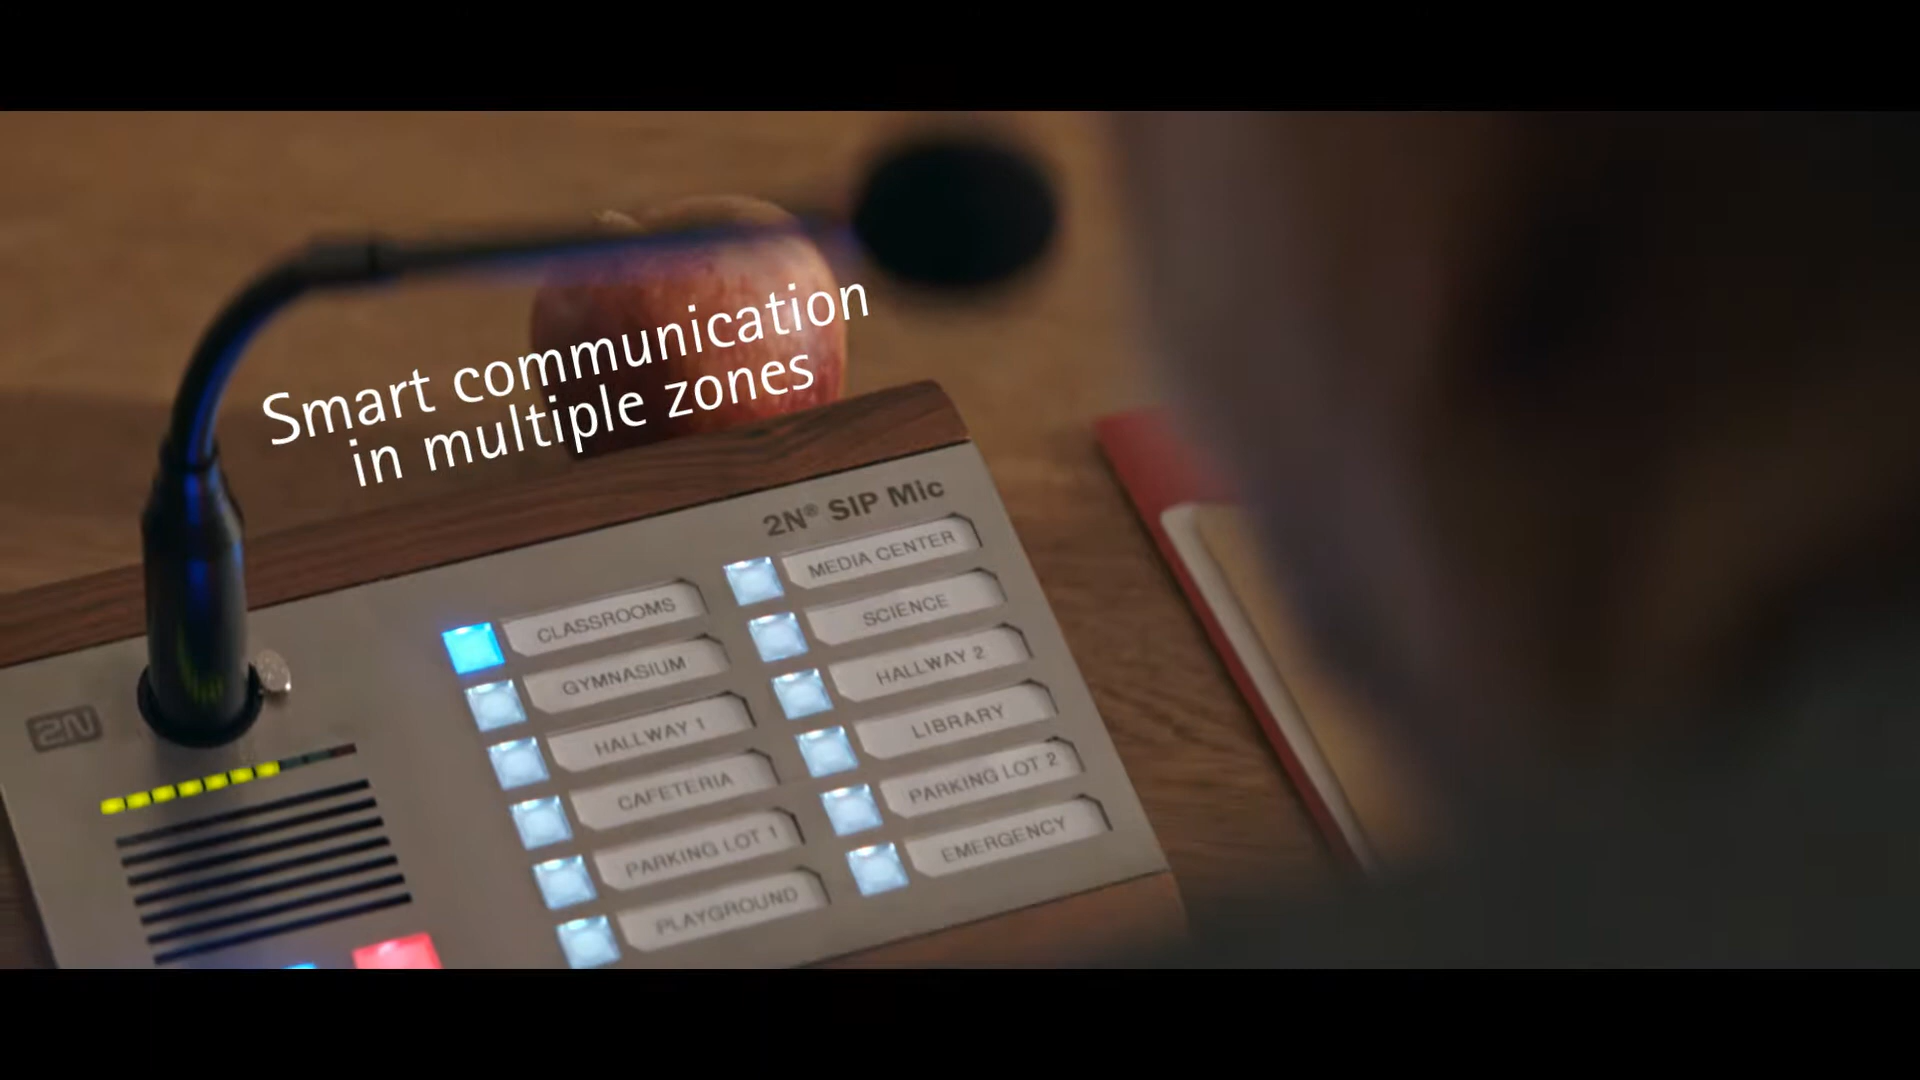 Smart communication
in multiple zones
2N® SIP Mic
MEDIA CENTER
SCIENCE
HALLWAY 2
LIBRARY
PARKING LOT 2
EMERGENCY
CLASSROOMS
GYMNASIUM
HALLWAY 1
CAFETERIA
PARKING LOT 1
PLAYGROUND
2N